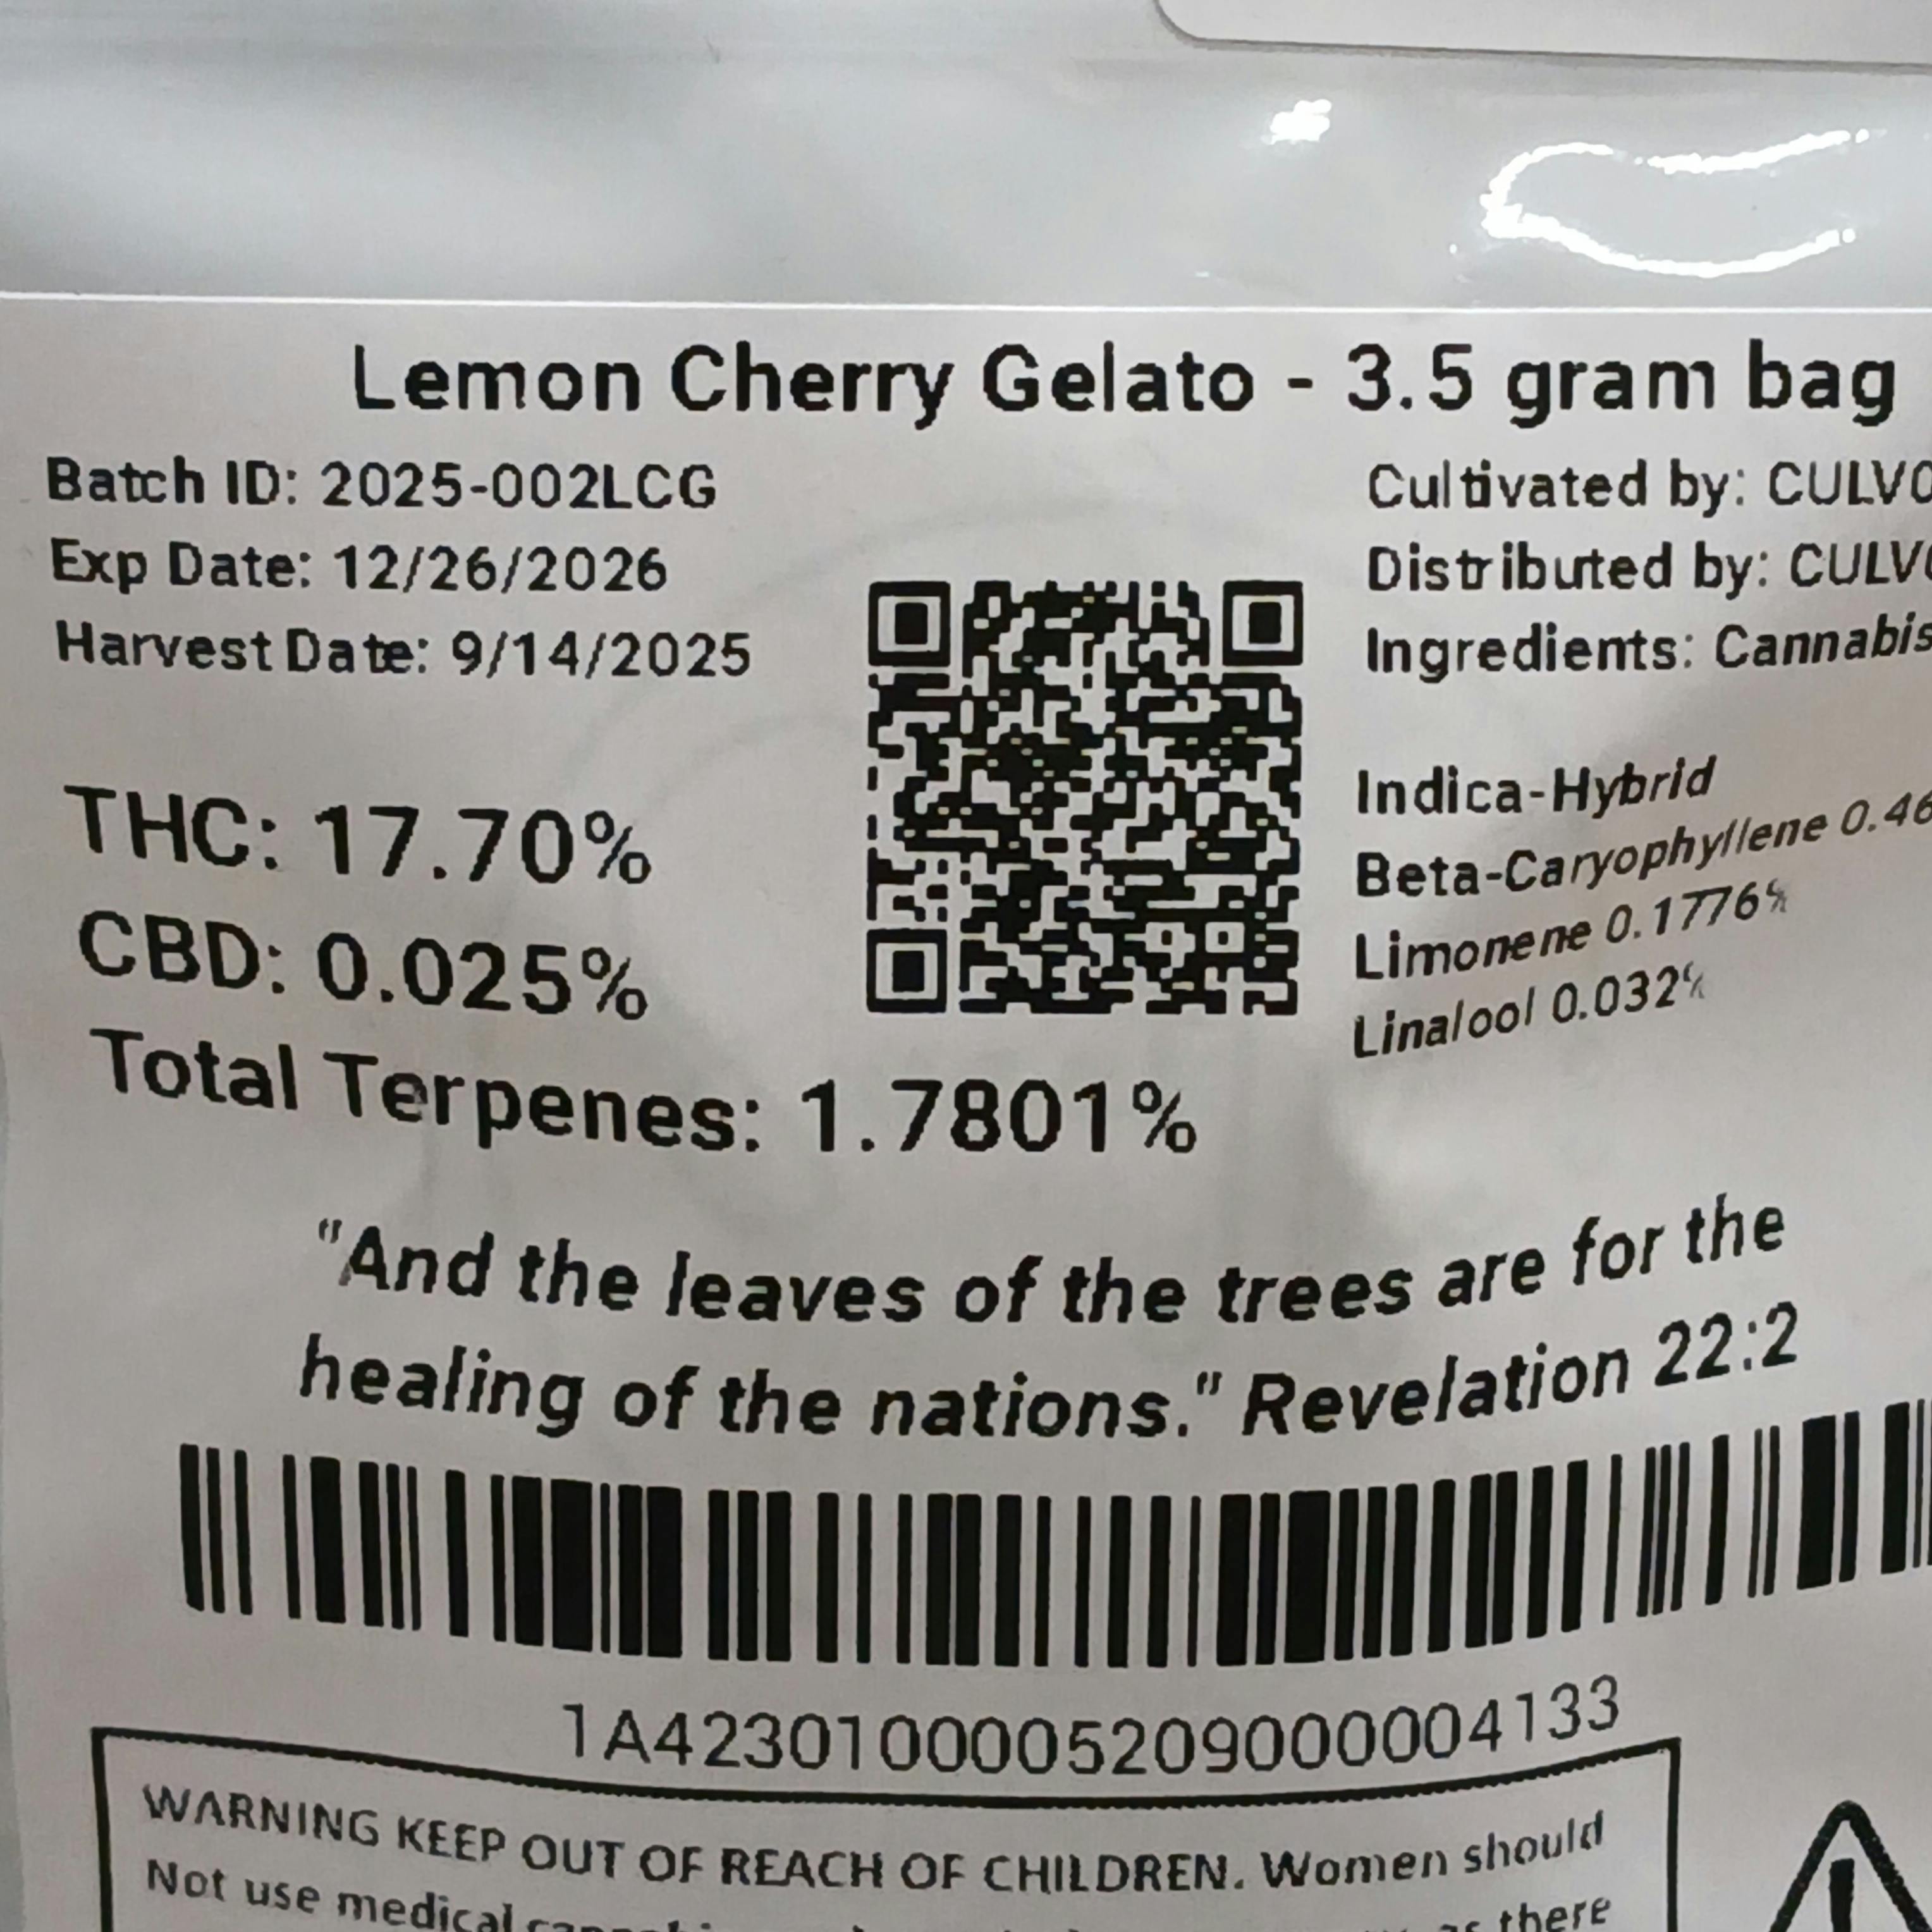 Lemon Cherry Gelato - 3.5 gram bag
Batch ID: 2025-002LCG
Exp Date: 12/26/2026
Harvest Date: 9/14/2025
Cultivated by:
Distributed by:
Ingredients: Cannabis
THC: 17.70%
CBD: 0.025%
Total Terpenes: 1.7801%
Indica-Hybrid
Beta-Caryophyllene 0.46
Limonene 0.1776%
Linalool 0.032%
"And the leaves of the trees are for the
healing of the nations." Revelation 22:2
1A4230100005209000004133
WARNING KEEP OUT OF REACH OF CHILDREN. Women should
Not use medical as there